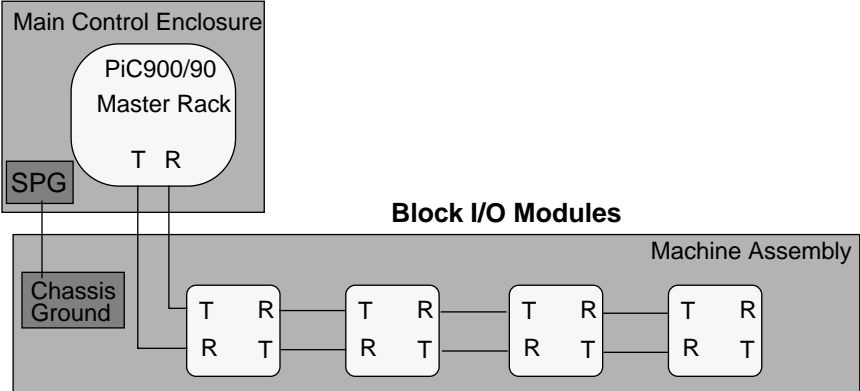 Main Control Enclosure
PiC900/90
Master Rack
T R
SPG
Block I/O Modules
Machine Assembly
Chassis
Ground
T R T R T R T R
R T R T R T R T